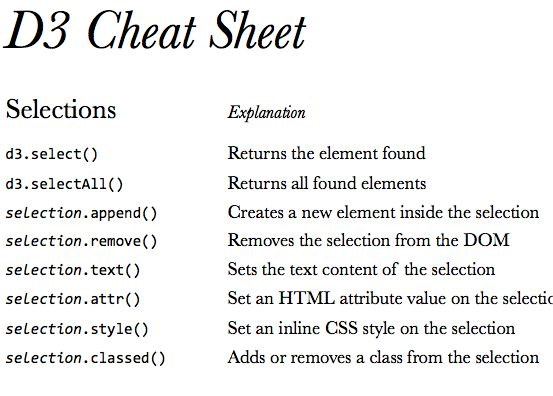 D3 Cheat Sheet
Selections Explanation
d3.select() Returns the element found
d3.selectAll() Returns all found elements
selection.append() Creates a new element inside the selection
selection.remove() Removes the selection from the DOM
selection.text() Sets the text content of the selection
selection.attr() Set an HTML attribute value on the selectio
selection.style() Set an inline CSS style on the selection
selection.classed() Adds or removes a class from the selection